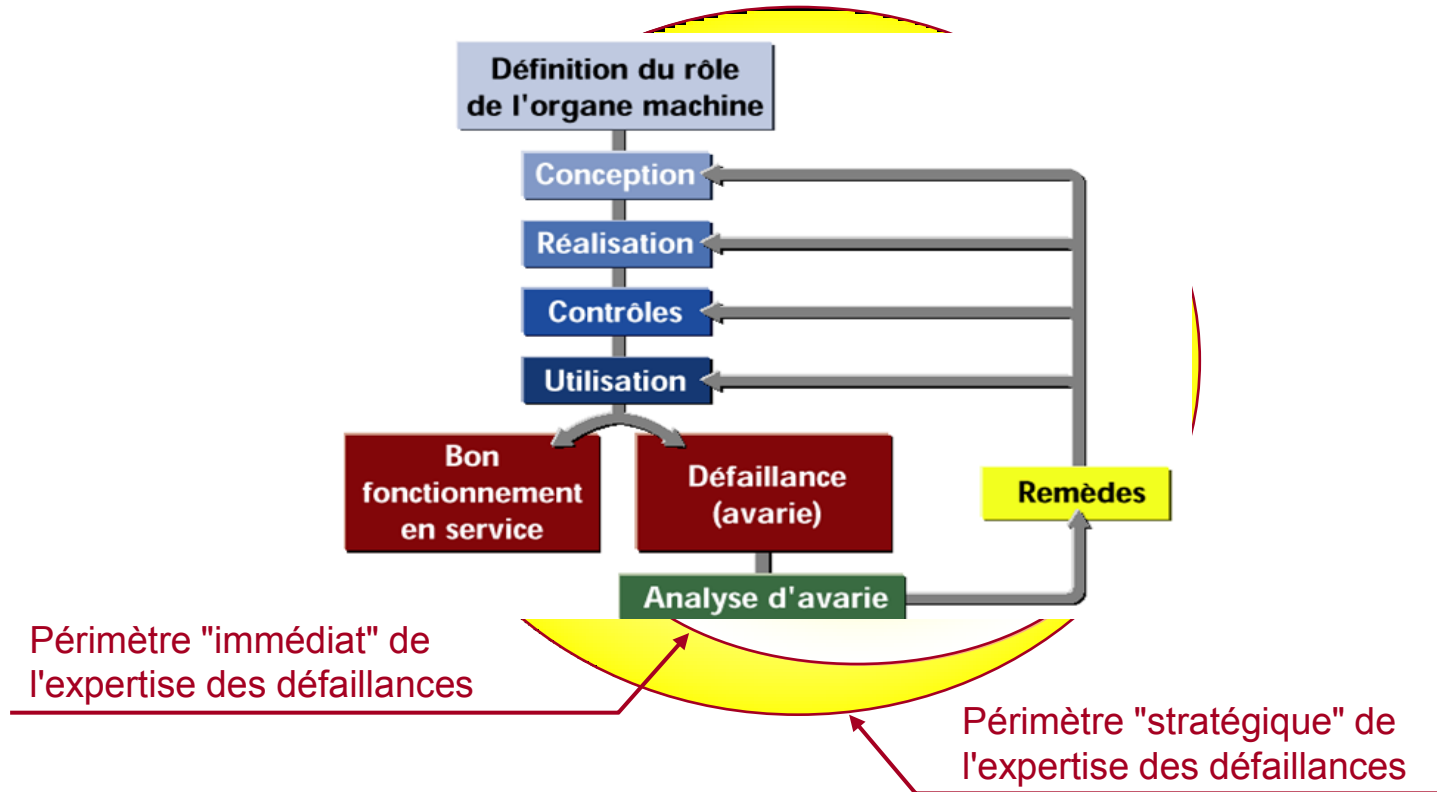 Définition du rôle
de l'organe machine
Conception
Réalisation
Contrôles
Utilisation
Bon
fonctionnement
en service
Défaillance
(avarie)
Remèdes
Analyse d'avarie
Périmètre "immédiat" de
l'expertise des défaillances
Périmètre "stratégique" de
l'expertise des défaillances